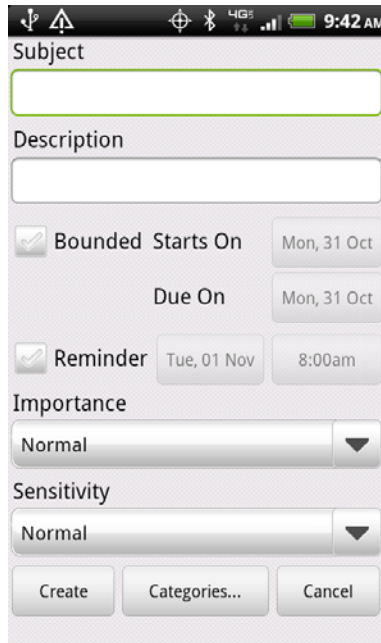 4G 9:42 AM
Subject
Description
Bounded Starts On Mon, 31 Oct
Due On Mon, 31 Oct
Reminder Tue, 01 Nov 8:00am
Importance
Normal
Sensitivity
Normal
Create Categories... Cancel